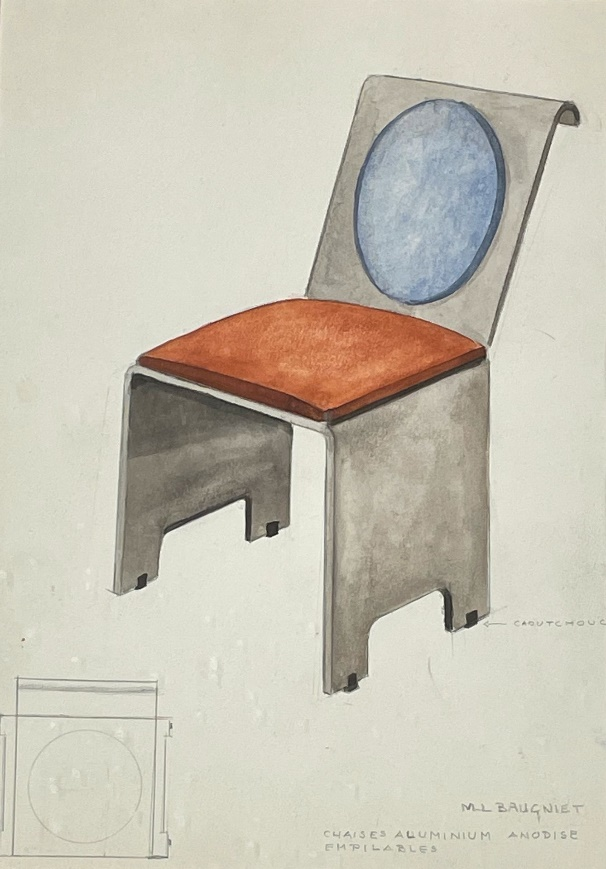 ← CAOUTCHOUC
M.L BAUGNIET
CHAISES ALUMINIUM ANODISE
EMPILABLES